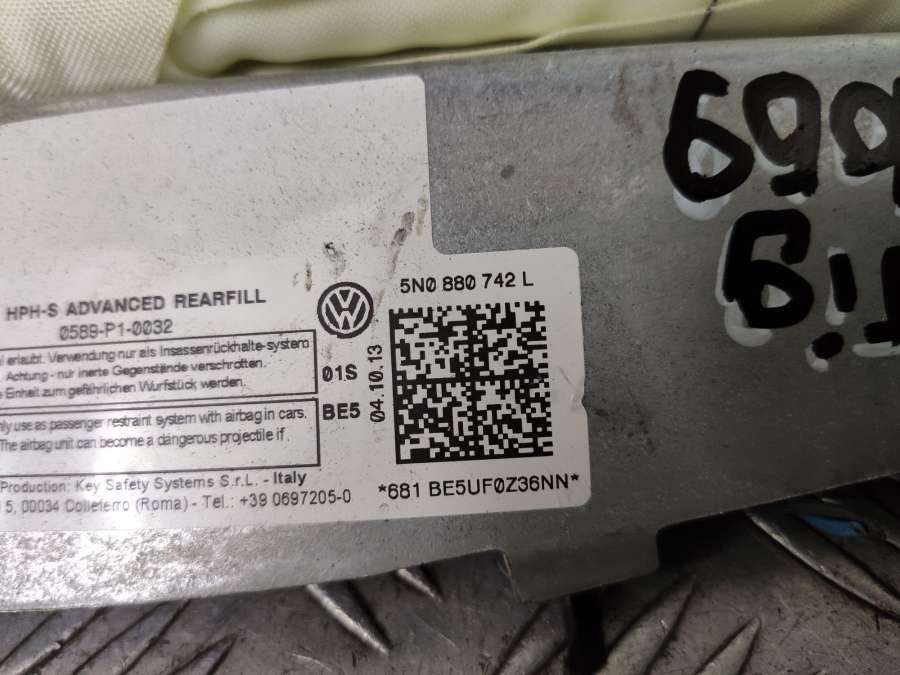 HPH-S ADVANCED REARFILL
0589-P1-0032
erlaubt. Verwendung nur als Insassenrückhalte-system
Achtung - nur inerte Gegenstände verschrotten.
Einheit zum gefährlichen Wurfstück werden.
use as passenger restraint system with airbag in cars.
The airbag unit can become a dangerous projectile if
Production: Key Safety Systems S.r.L. - Italy
5, 00034 Colleferro (Roma) - Tel.: +39 0697205-0
VW
01S
BE5
04.10.13
5N0 880 742 L
*681 BE5UF0Z36NN*